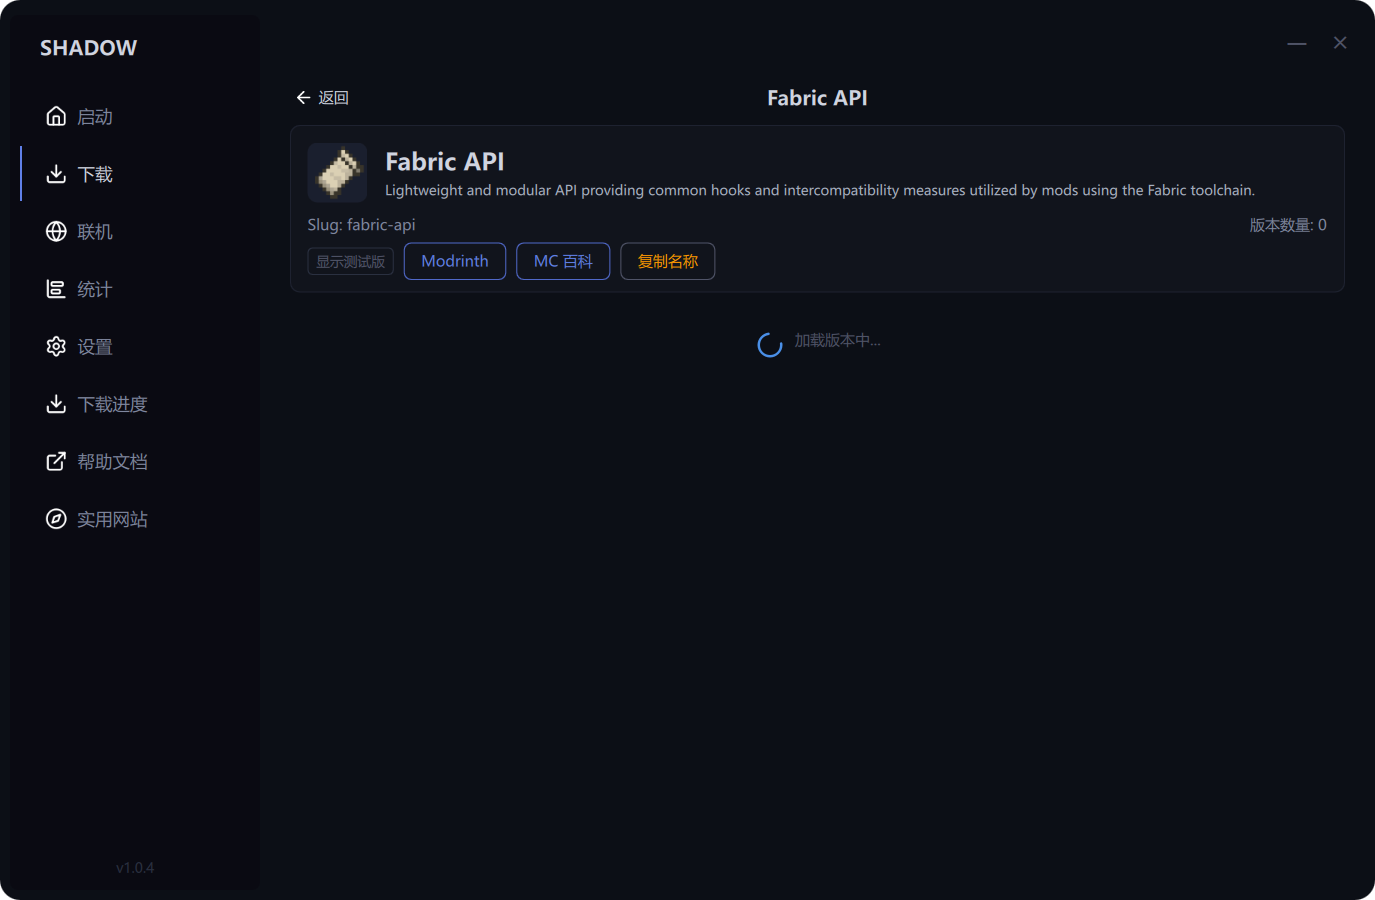 SHADOW
启动
下载
联机
统计
设置
下载进度
帮助文档
实用网站
v1.0.4
返回
Fabric API
Fabric API
Lightweight and modular API providing common hooks and intercompatibility measures utilized by mods using the Fabric toolchain.
Slug: fabric-api
版本数量: 0
显示测试版
Modrinth
MC 百科
复制名称
加载版本中...